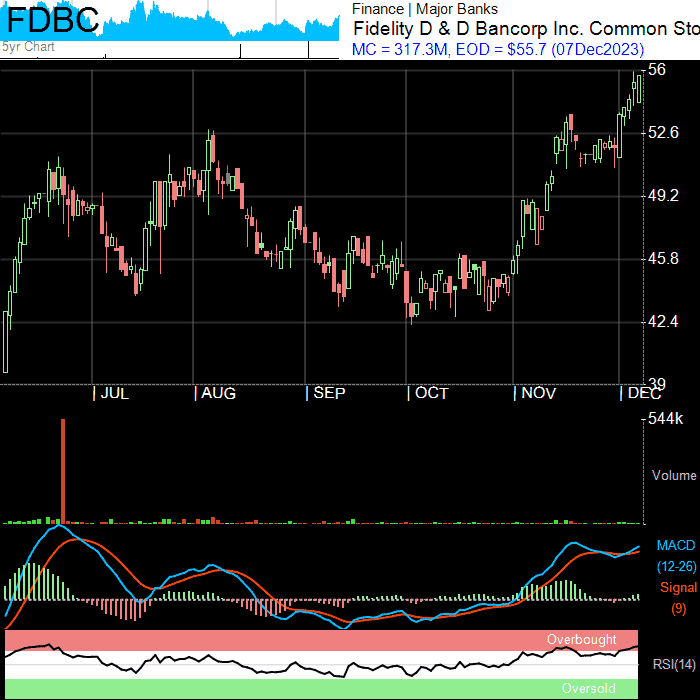 FDBC
5yr Chart
Finance | Major Banks
Fidelity D & D Bancorp Inc. Common Sto
MC = 317.3M, EOD = $55.7 (07Dec2023)
56
52.6
49.2
45.8
42.4
39
| JUL | AUG | SEP | OCT | NOV | DEC
544k
Volume
MACD
(12-26)
Signal
(9)
Overbought
RSI(14)
Oversold